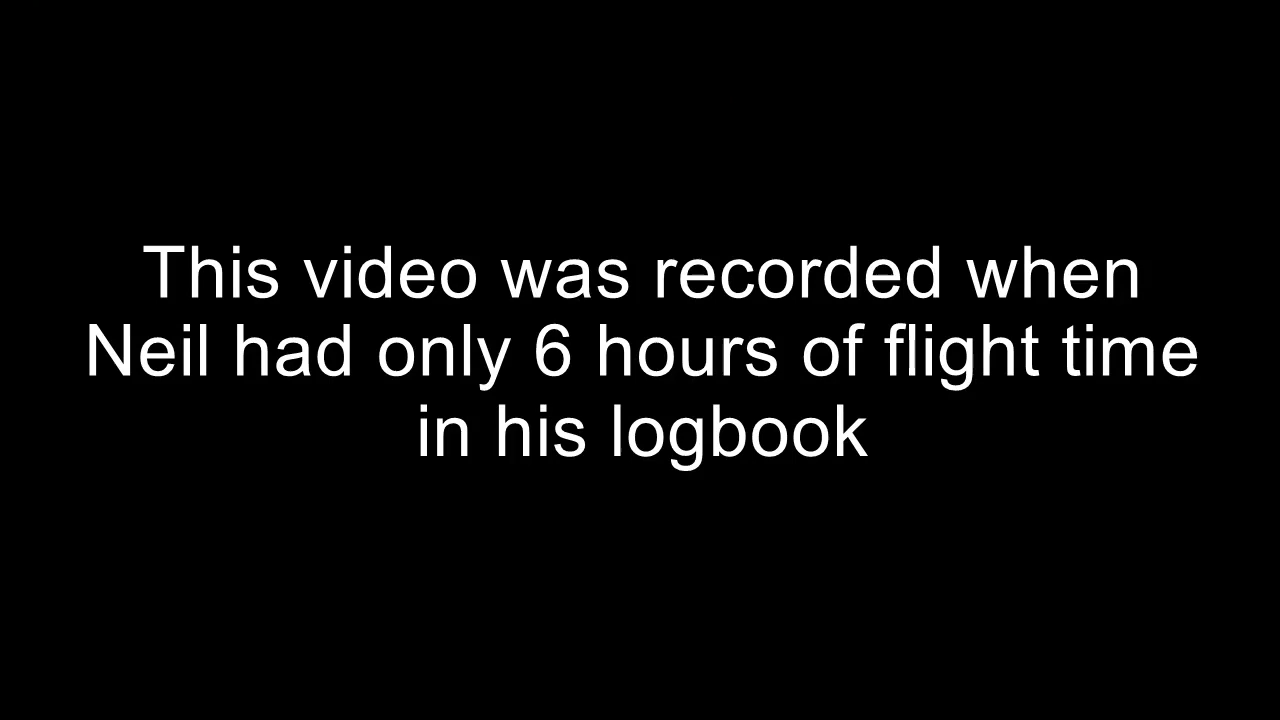 This video was recorded when
Neil had only 6 hours of flight time
in his logbook